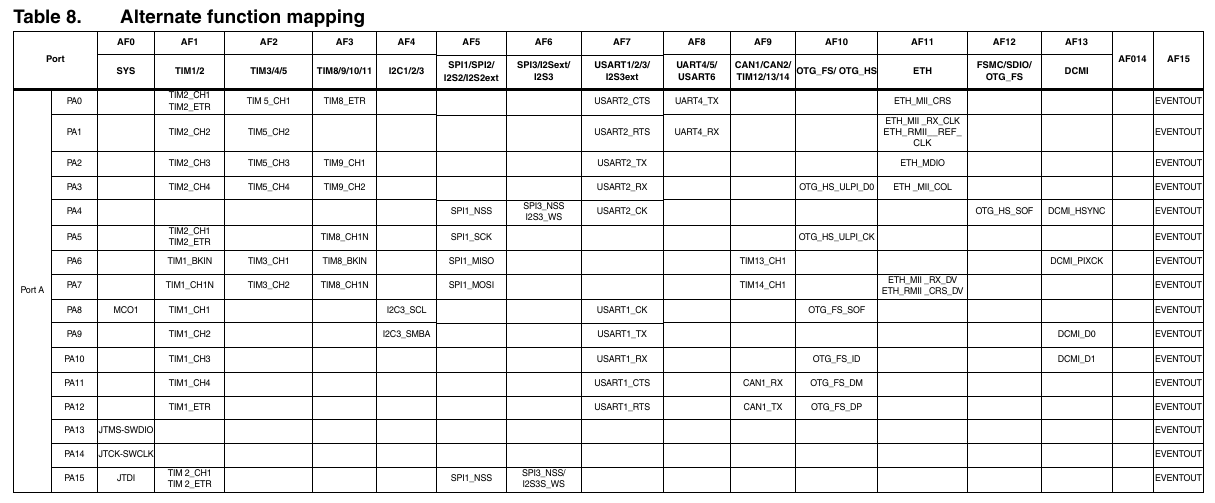 Table 8. Alternate function mapping
Port AF0 AF1 AF2 AF3 AF4 AF5 AF6 AF7 AF8 AF9 AF10 AF11 AF12 AF13 AF014 AF15
SYS TIM1/2 TIM3/4/5 TIM8/9/10/11 I2C1/2/3 SPI1/SPI2/ I2S2/I2S2ext SPI3/I2Sext/ I2S3 USART1/2/3/ I2S3ext UART4/5/ USART6 CAN1/CAN2/ TIM12/13/14 OTG_FS/ OTG_HS ETH FSMC/SDIO/ OTG_FS DCMI
Port A
PA0 TIM2_CH1 TIM2_ETR TIM 5_CH1 TIM8_ETR USART2_CTS UART4_TX ETH_MII_CRS EVENTOUT
PA1 TIM2_CH2 TIM5_CH2 USART2_RTS UART4_RX ETH_MII _RX_CLK ETH_RMII__REF_ CLK EVENTOUT
PA2 TIM2_CH3 TIM5_CH3 TIM9_CH1 USART2_TX ETH_MDIO EVENTOUT
PA3 TIM2_CH4 TIM5_CH4 TIM9_CH2 USART2_RX OTG_HS_ULPI_D0 ETH _MII_COL EVENTOUT
PA4 SPI1_NSS SPI3_NSS I2S3_WS USART2_CK OTG_HS_SOF DCMI_HSYNC EVENTOUT
PA5 TIM2_CH1 TIM2_ETR TIM8_CH1N SPI1_SCK OTG_HS_ULPI_CK EVENTOUT
PA6 TIM1_BKIN TIM3_CH1 TIM8_BKIN SPI1_MISO TIM13_CH1 DCMI_PIXCK EVENTOUT
PA7 TIM1_CH1N TIM3_CH2 TIM8_CH1N SPI1_MOSI TIM14_CH1 ETH_MII _RX_DV ETH_RMII _CRS_DV EVENTOUT
PA8 MCO1 TIM1_CH1 I2C3_SCL USART1_CK OTG_FS_SOF EVENTOUT
PA9 TIM1_CH2 I2C3_SMBA USART1_TX DCMI_D0 EVENTOUT
PA10 TIM1_CH3 USART1_RX OTG_FS_ID DCMI_D1 EVENTOUT
PA11 TIM1_CH4 USART1_CTS CAN1_RX OTG_FS_DM EVENTOUT
PA12 TIM1_ETR USART1_RTS CAN1_TX OTG_FS_DP EVENTOUT
PA13 JTMS-SWDIO EVENTOUT
PA14 JTCK-SWCLK EVENTOUT
PA15 JTDI TIM 2_CH1 TIM 2_ETR SPI1_NSS SPI3_NSS/ I2S3S_WS EVENTOUT